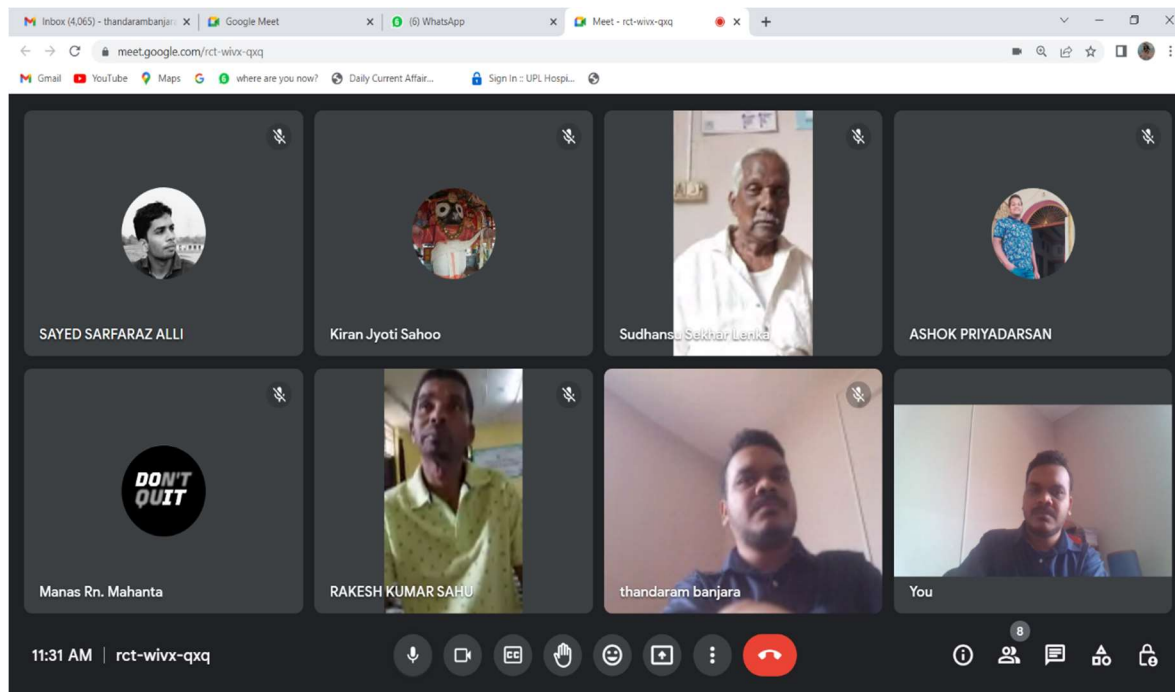 Inbox (4,065) - thandarambanjar
Google Meet
(6) WhatsApp
Meet - rct-wivx-qxq
meet.google.com/rct-wivx-qxq
Gmail
YouTube
Maps
where are you now?
Daily Current Affair...
Sign In :: UPL Hospi...
SAYED SARFARAZ ALLI
Kiran Jyoti Sahoo
Sudhansu Sekhar Lenka
ASHOK PRIYADARSAN
DON'T
QUIT
Manas Rn. Mahanta
RAKESH KUMAR SAHU
thandaram banjara
You
11:31 AM | rct-wivx-qxq
CC
8